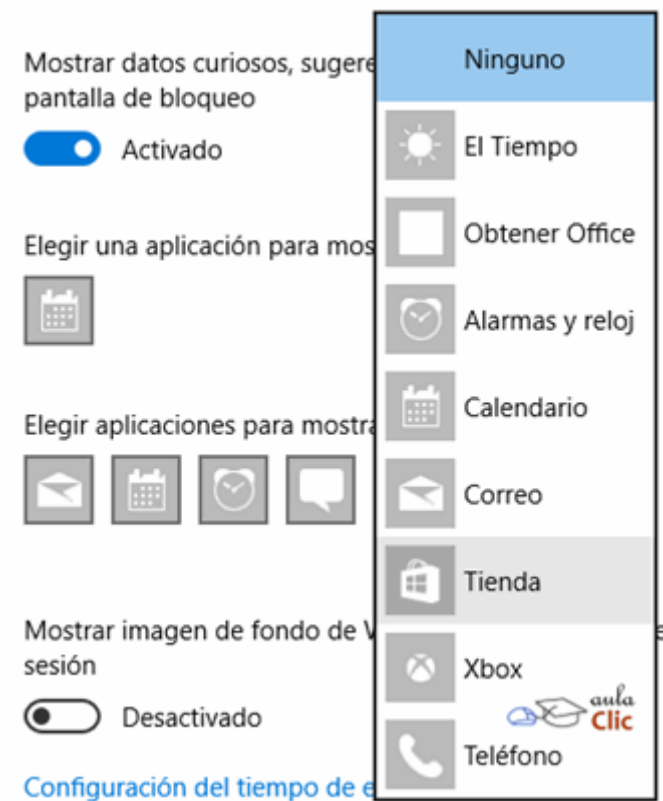 Mostrar datos curiosos, sugere
pantalla de bloqueo
Activado
Elegir una aplicación para mos
Elegir aplicaciones para mostra
Mostrar imagen de fondo de V
sesión
Desactivado
Configuración del tiempo de e
Ninguno
El Tiempo
Obtener Office
Alarmas y reloj
Calendario
Correo
Tienda
Xbox
Teléfono
aula
Clic